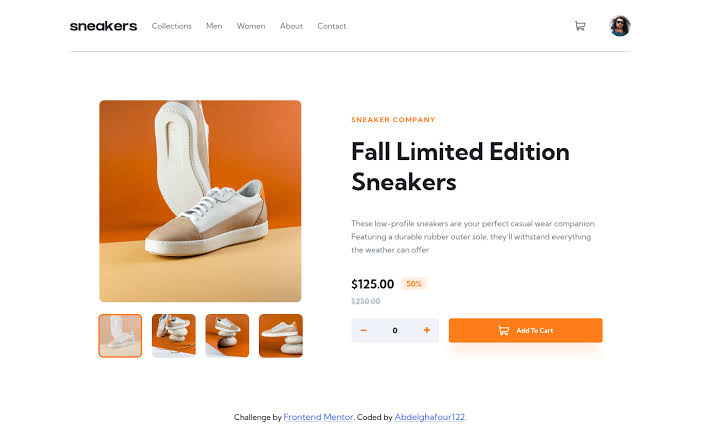 sneakers Collections Men Women About Contact
SNEAKER COMPANY
Fall Limited Edition
Sneakers
These low-profile sneakers are your perfect casual wear companion.
Featuring a durable rubber outer sole, they'll withstand everything
the weather can offer
$125.00 50%
$250.00
− 0 + Add To Cart
Challenge by Frontend Mentor. Coded by Abdelghafour122.